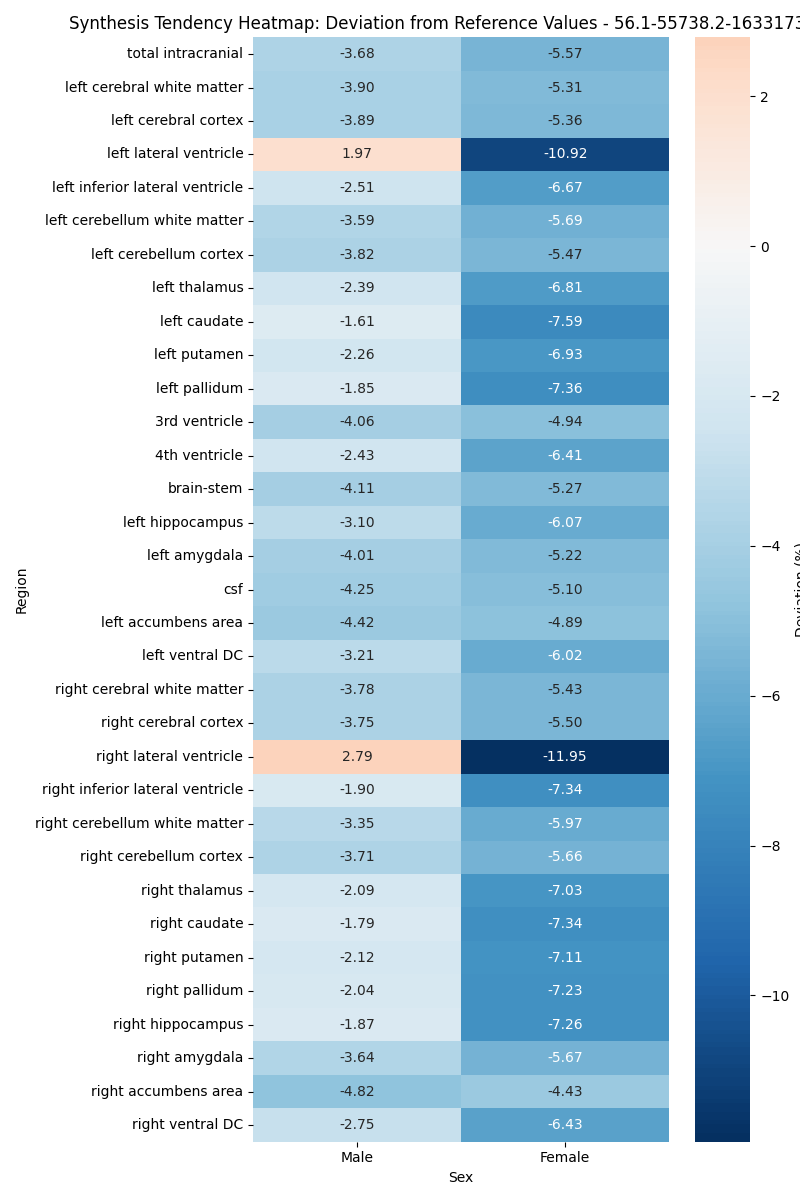 Synthesis Tendency Heatmap: Deviation from Reference Values - 56.1-55738.2-1633173
total intracranial -3.68 -5.57
left cerebral white matter -3.90 -5.31
left cerebral cortex -3.89 -5.36
left lateral ventricle 1.97 -10.92
left inferior lateral ventricle -2.51 -6.67
left cerebellum white matter -3.59 -5.69
left cerebellum cortex -3.82 -5.47
left thalamus -2.39 -6.81
left caudate -1.61 -7.59
left putamen -2.26 -6.93
left pallidum -1.85 -7.36
3rd ventricle -4.06 -4.94
4th ventricle -2.43 -6.41
brain-stem -4.11 -5.27
left hippocampus -3.10 -6.07
left amygdala -4.01 -5.22
csf -4.25 -5.10
left accumbens area -4.42 -4.89
left ventral DC -3.21 -6.02
right cerebral white matter -3.78 -5.43
right cerebral cortex -3.75 -5.50
right lateral ventricle 2.79 -11.95
right inferior lateral ventricle -1.90 -7.34
right cerebellum white matter -3.35 -5.97
right cerebellum cortex -3.71 -5.66
right thalamus -2.09 -7.03
right caudate -1.79 -7.34
right putamen -2.12 -7.11
right pallidum -2.04 -7.23
right hippocampus -1.87 -7.26
right amygdala -3.64 -5.67
right accumbens area -4.82 -4.43
right ventral DC -2.75 -6.43
Male Female
Sex
Region
2
0
−2
−4
−6
−8
−10
Deviation (%)